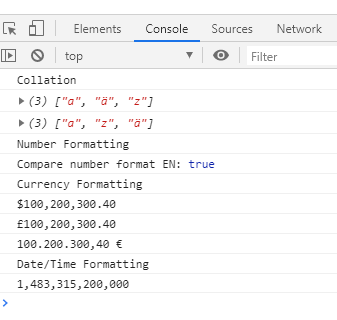 Elements Console Sources Network
top Filter
Collation
(3) ["a", "ä", "z"]
(3) ["a", "z", "ä"]
Number Formatting
Compare number format EN: true
Currency Formatting
$100,200,300.40
£100,200,300.40
100.200.300,40 €
Date/Time Formatting
1,483,315,200,000